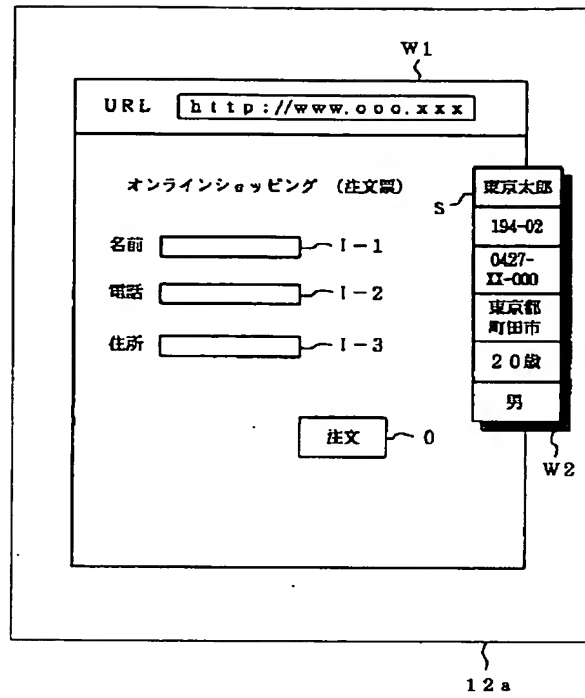 W1
URL http://www.ooo.xxx
オンラインショッピング (注文票)
S
東京太郎
194-02
0427-
XX-000
東京都
町田市
20歳
男
名前 I-1
電話 I-2
住所 I-3
注文 O
W2
12a